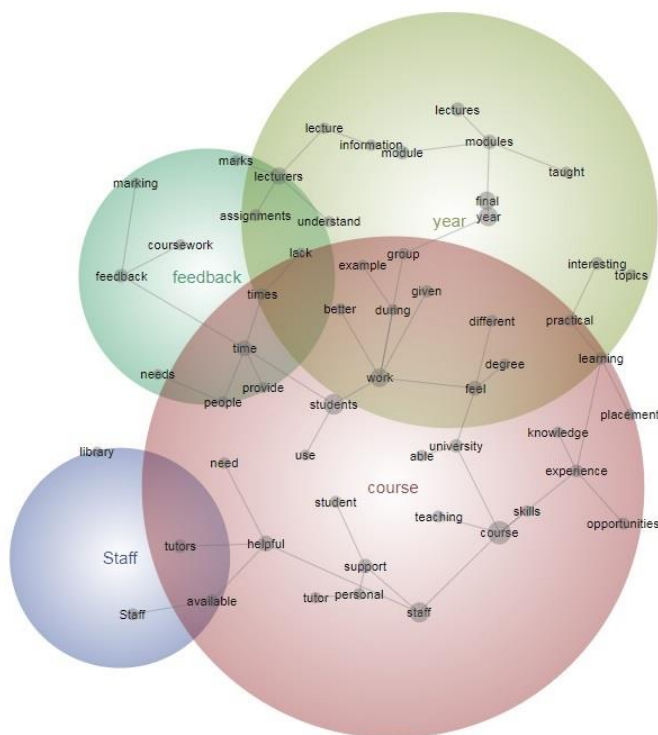 lectures
lecture
information
module
modules
marks
lecturers
taught
marking
final
year
assignments
understand
year
coursework
lack
group
example
interesting
topics
feedback
feedback
times
given
better
during
different
practical
time
learning
degree
needs
provide
work
feel
people
students
placement
knowledge
library
use
able
university
need
experience
course
student
teaching
skills
opportunities
course
tutors
helpful
Staff
support
tutor
personal
available
Staff
staff